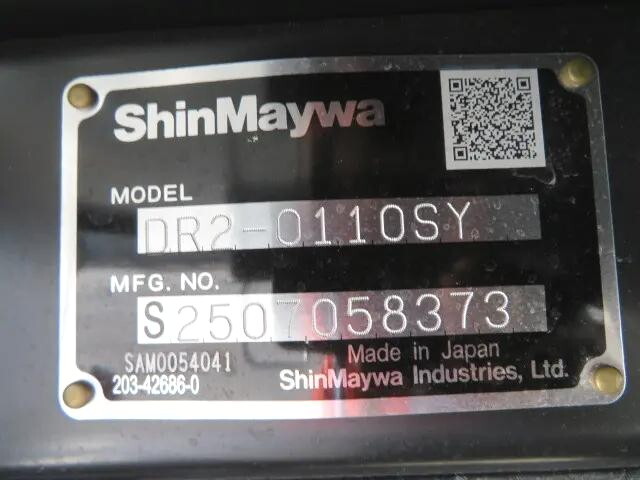 ShinMaywa
MODEL
DR2-0110SY
MFG. NO.
S2507058373
SAM0054041
Made in Japan
203-42686-0
ShinMaywa Industries, Ltd.